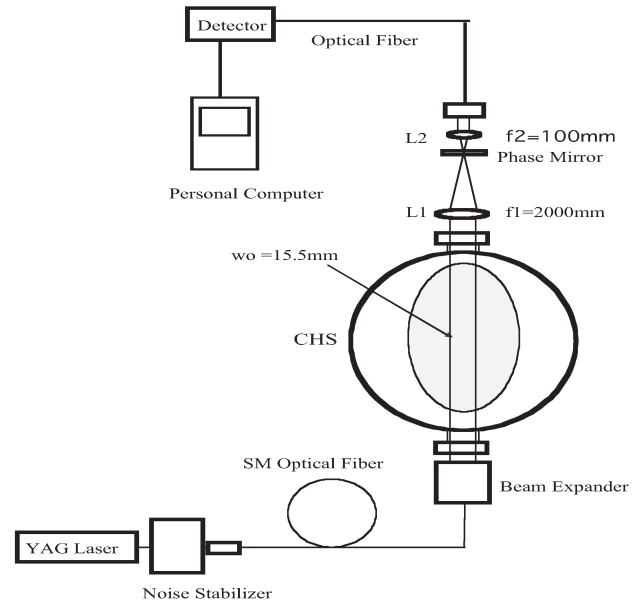 Detector
Optical Fiber
L2
f2=100mm
Phase Mirror
Personal Computer
L1
f1=2000mm
wo =15.5mm
CHS
SM Optical Fiber
Beam Expander
YAG Laser
Noise Stabilizer